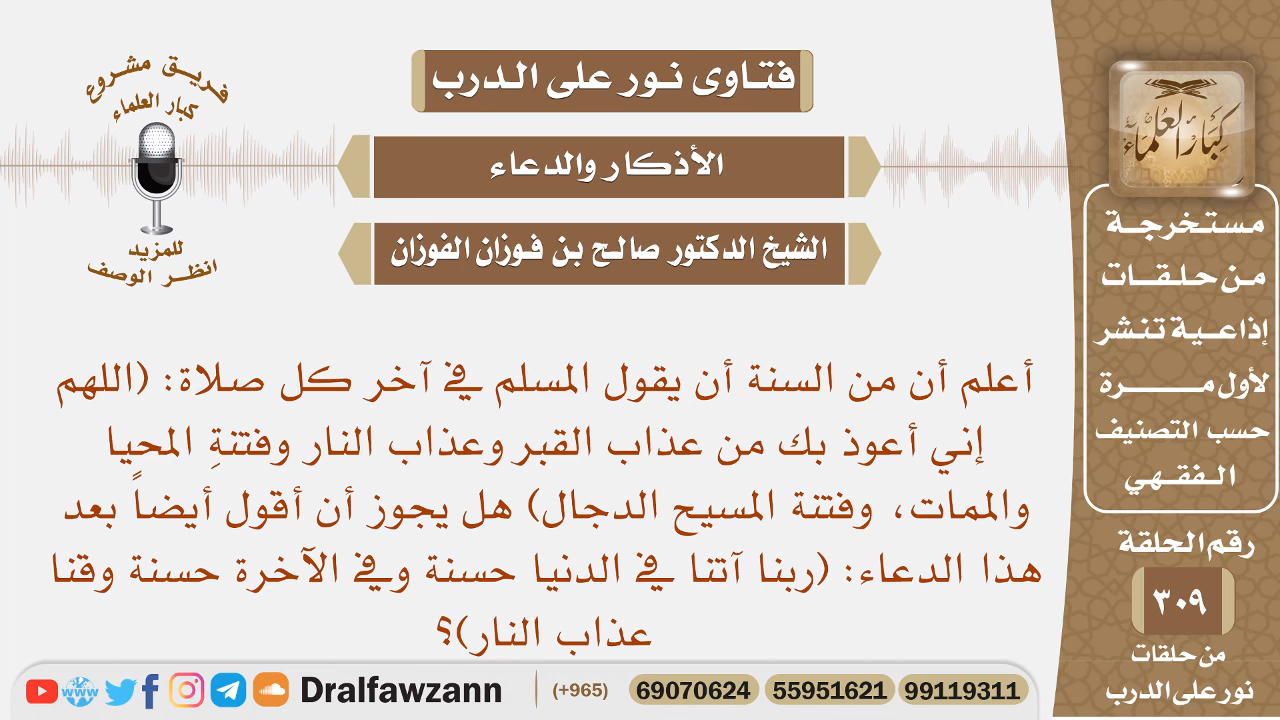 فتاوى نور على الدرب
الأذكار والدعاء
الشيخ الدكتور صالح بن فوزان الفوزان
فريق مشروع
كبار العلماء
للمزيد
انظر الوصف
أعلم أن من السنة أن يقول المسلم في آخر كل صلاة: (اللهم
إني أعوذ بك من عذاب القبر وعذاب النار وفتنةِ المحيا
والممات، وفتنة المسيح الدجال) هل يجوز أن أقول أيضاً بعد
هذا الدعاء: (ربنا آتنا في الدنيا حسنة وفي الآخرة حسنة وقنا
عذاب النار)؟
كبار العلماء
مستخرجة
من حلقات
إذاعية تنشر
لأول مرة
حسب التصنيف
الفقهي
رقم الحلقة
٣٠٩
من حلقات
نور على الدرب
www Dralfawzann (+965) 69070624 55951621 99119311